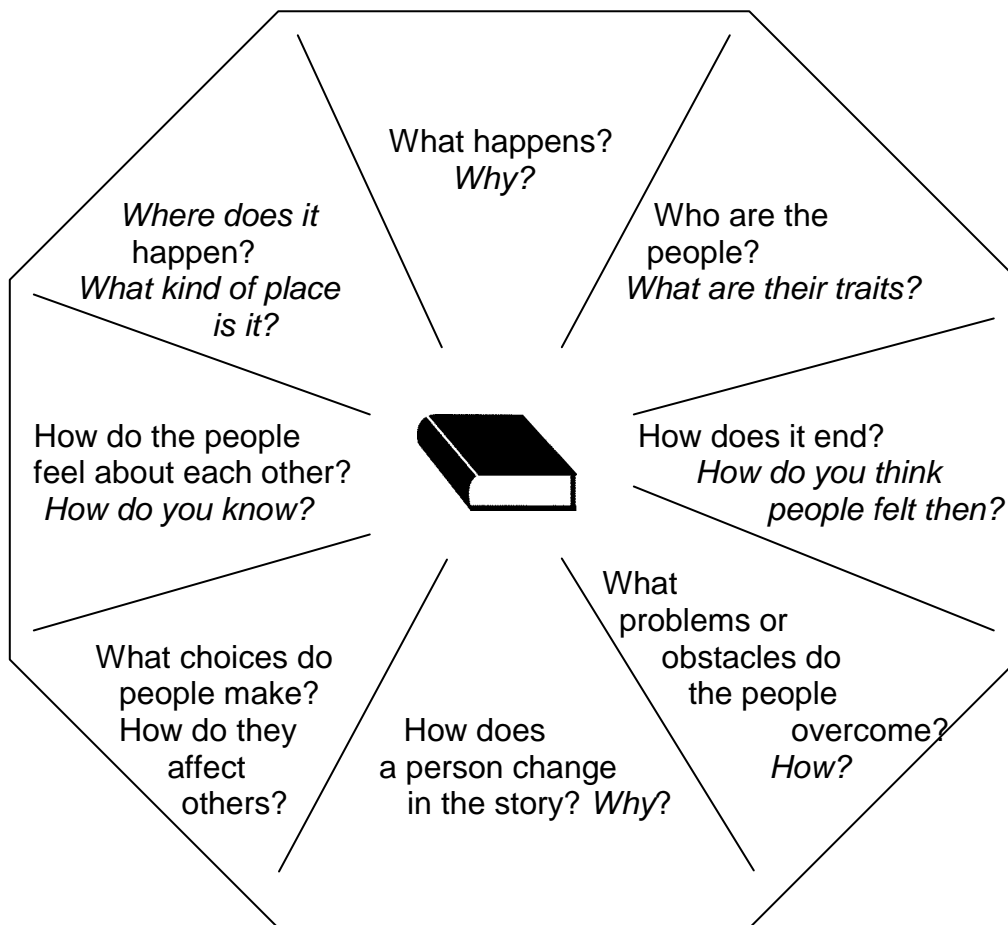 What happens?
Why?
Who are the
people?
What are their traits?
How does it end?
How do you think
people felt then?
What
problems or
obstacles do
the people
overcome?
How?
How does
a person change
in the story? Why?
What choices do
people make?
How do they
affect
others?
How do the people
feel about each other?
How do you know?
Where does it
happen?
What kind of place
is it?